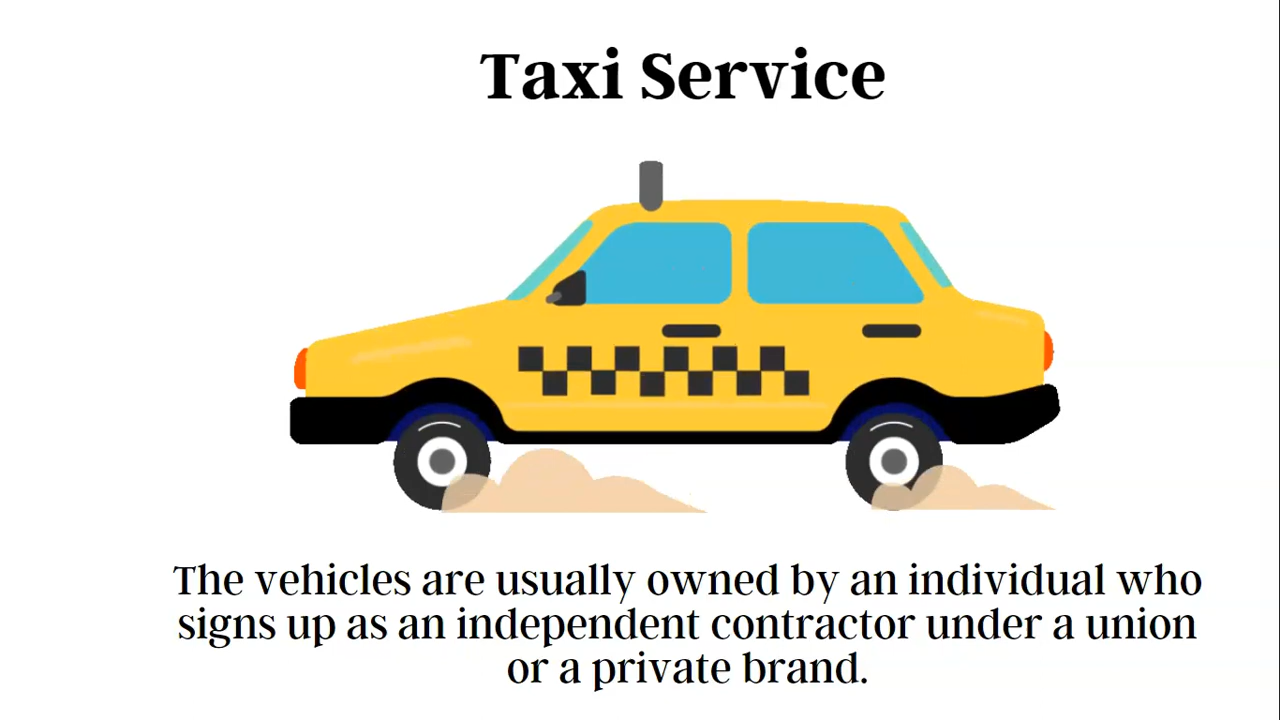 Taxi Service
The vehicles are usually owned by an individual who
signs up as an independent contractor under a union
or a private brand.